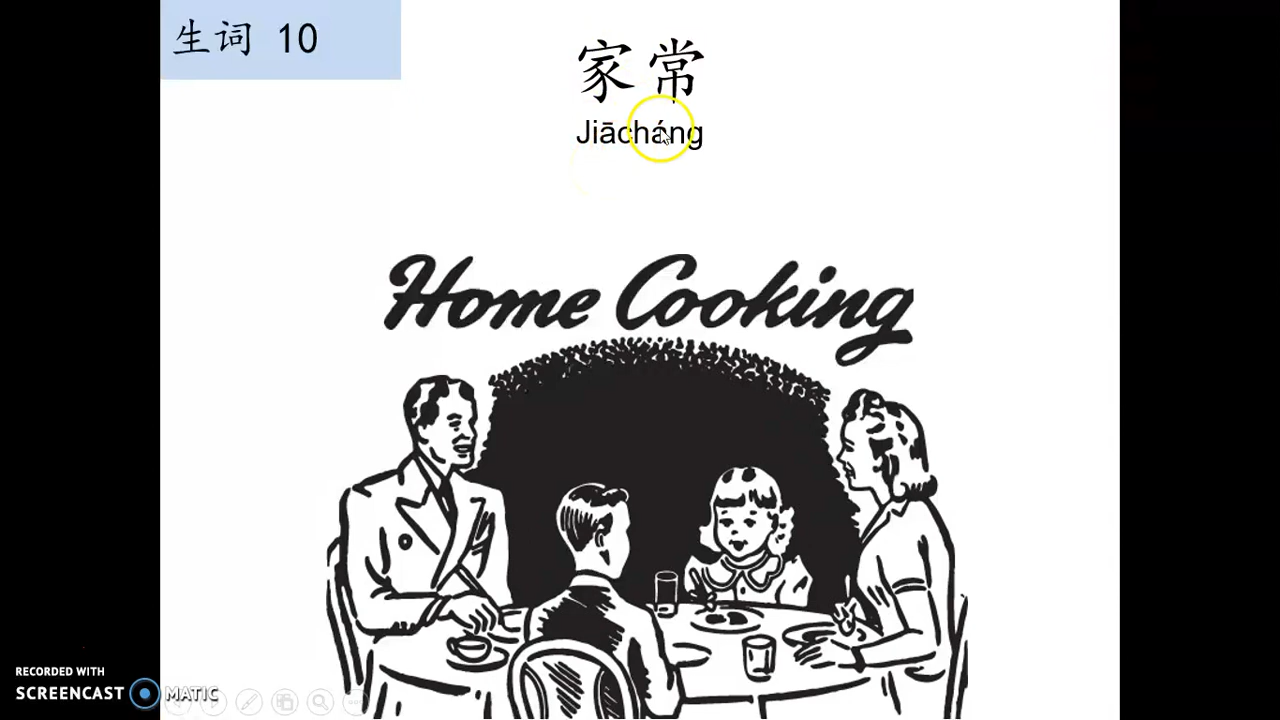 生词 10
家常
Jiācháng
Home Cooking
RECORDED WITH
SCREENCAST MATIC